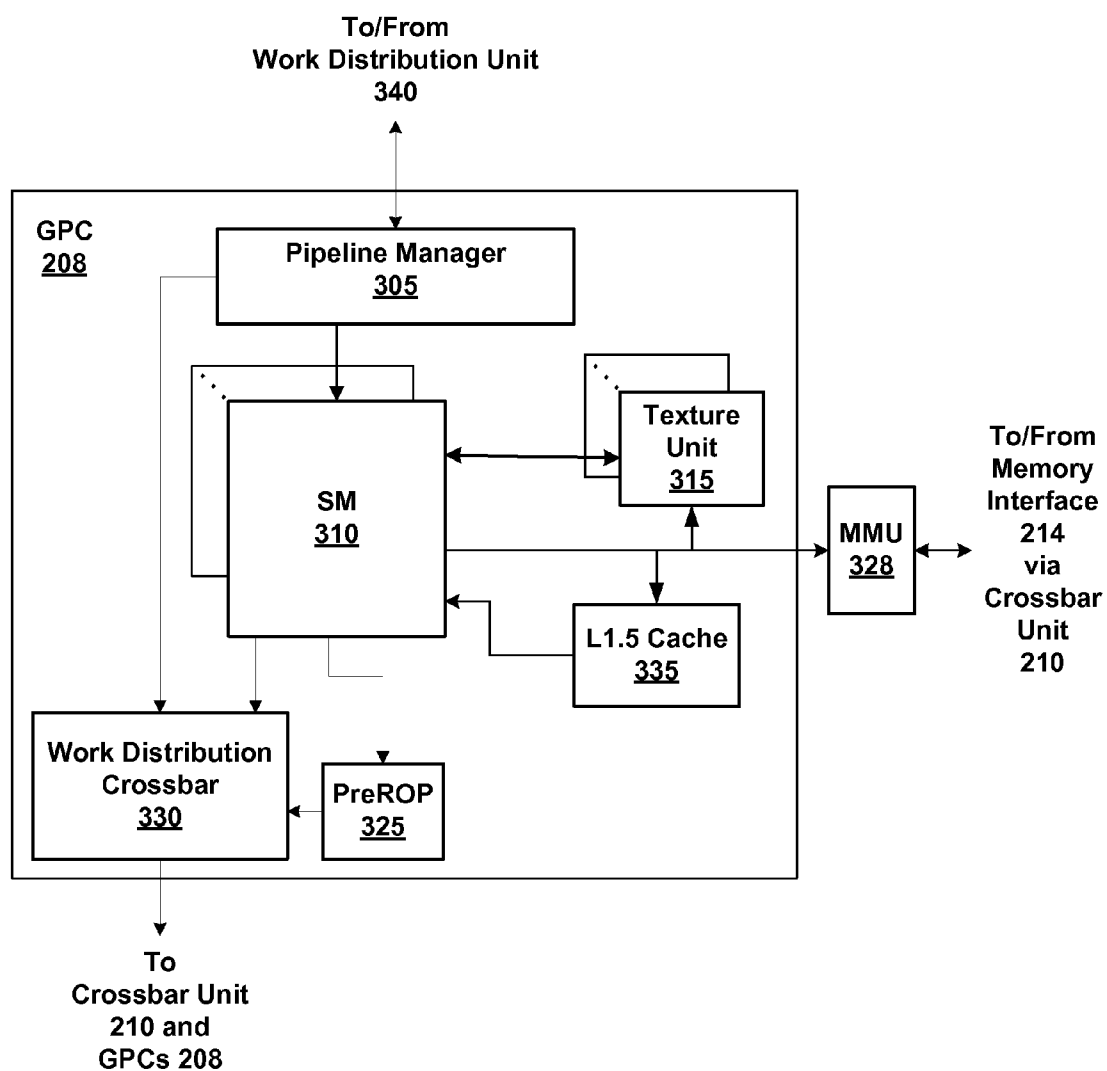 To/From
Work Distribution Unit
340
GPC
208
Pipeline Manager
305
SM
310
Texture
Unit
315
To/From
Memory
Interface
214
via
Crossbar
Unit
210
MMU
328
L1.5 Cache
335
Work Distribution
Crossbar
330
PreROP
325
To
Crossbar Unit
210 and
GPCs 208